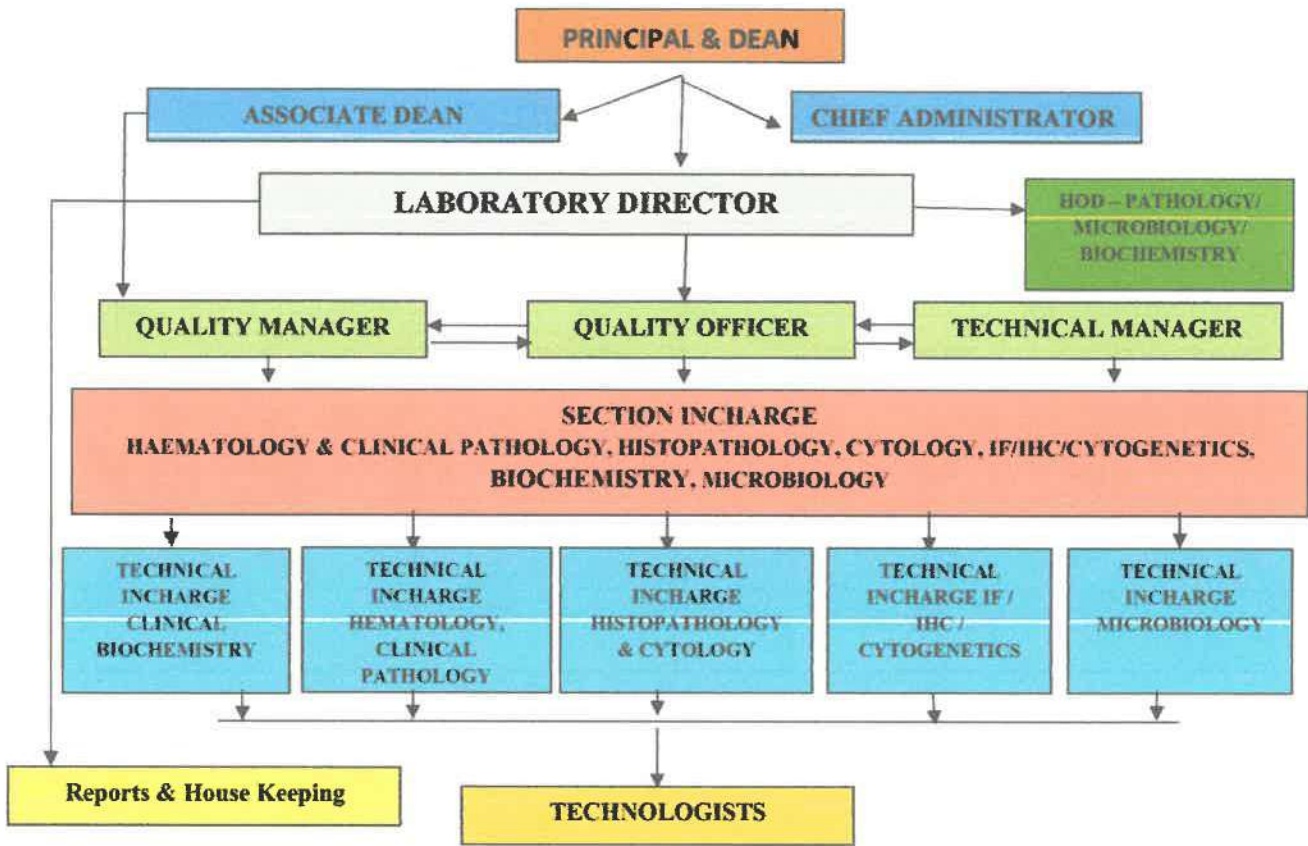 PRINCIPAL & DEAN
ASSOCIATE DEAN
CHIEF ADMINISTRATOR
LABORATORY DIRECTOR
HOD – PATHOLOGY/
MICROBIOLOGY/
BIOCHEMISTRY
QUALITY MANAGER
QUALITY OFFICER
TECHNICAL MANAGER
SECTION INCHARGE
HAEMATOLOGY & CLINICAL PATHOLOGY, HISTOPATHOLOGY, CYTOLOGY, IF/IHC/CYTOGENETICS,
BIOCHEMISTRY, MICROBIOLOGY
TECHNICAL
INCHARGE
CLINICAL
BIOCHEMISTRY
TECHNICAL
INCHARGE
HEMATOLOGY,
CLINICAL
PATHOLOGY
TECHNICAL
INCHARGE
HISTOPATHOLOGY
& CYTOLOGY
TECHNICAL
INCHARGE IF /
IHC /
CYTOGENETICS
TECHNICAL
INCHARGE
MICROBIOLOGY
Reports & House Keeping
TECHNOLOGISTS